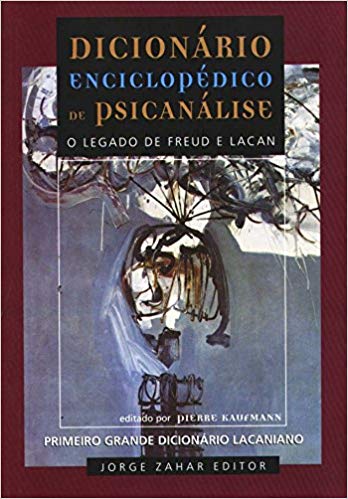 DICIONÁRIO
ENCICLOPÉDICO
DE PSICANÁLISE
O LEGADO DE FREUD E LACAN
editado por PIERRE KAUFMANN
PRIMEIRO GRANDE DICIONÁRIO LACANIANO
JORGE ZAHAR EDITOR